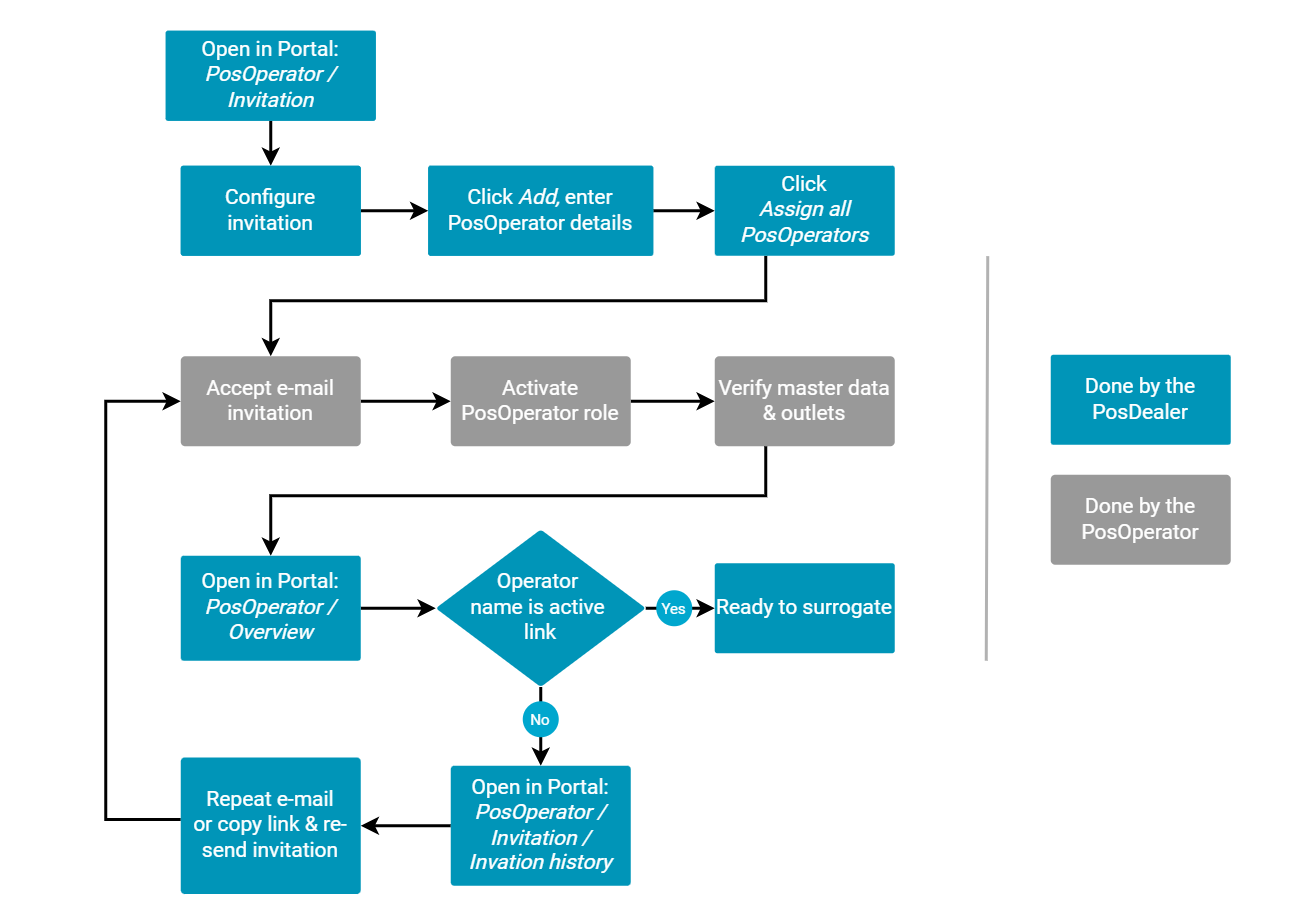 Open in Portal:
PosOperator /
Invitation
Configure
invitation
Click Add, enter
PosOperator details
Click
Assign all
PosOperators
Accept e-mail
invitation
Activate
PosOperator role
Verify master data
& outlets
Done by the
PosDealer
Done by the
PosOperator
Open in Portal:
PosOperator /
Overview
Operator
name is active
link
Yes
Ready to surrogate
No
Open in Portal:
PosOperator /
Invitation /
Invation history
Repeat e-mail
or copy link & re-
send invitation